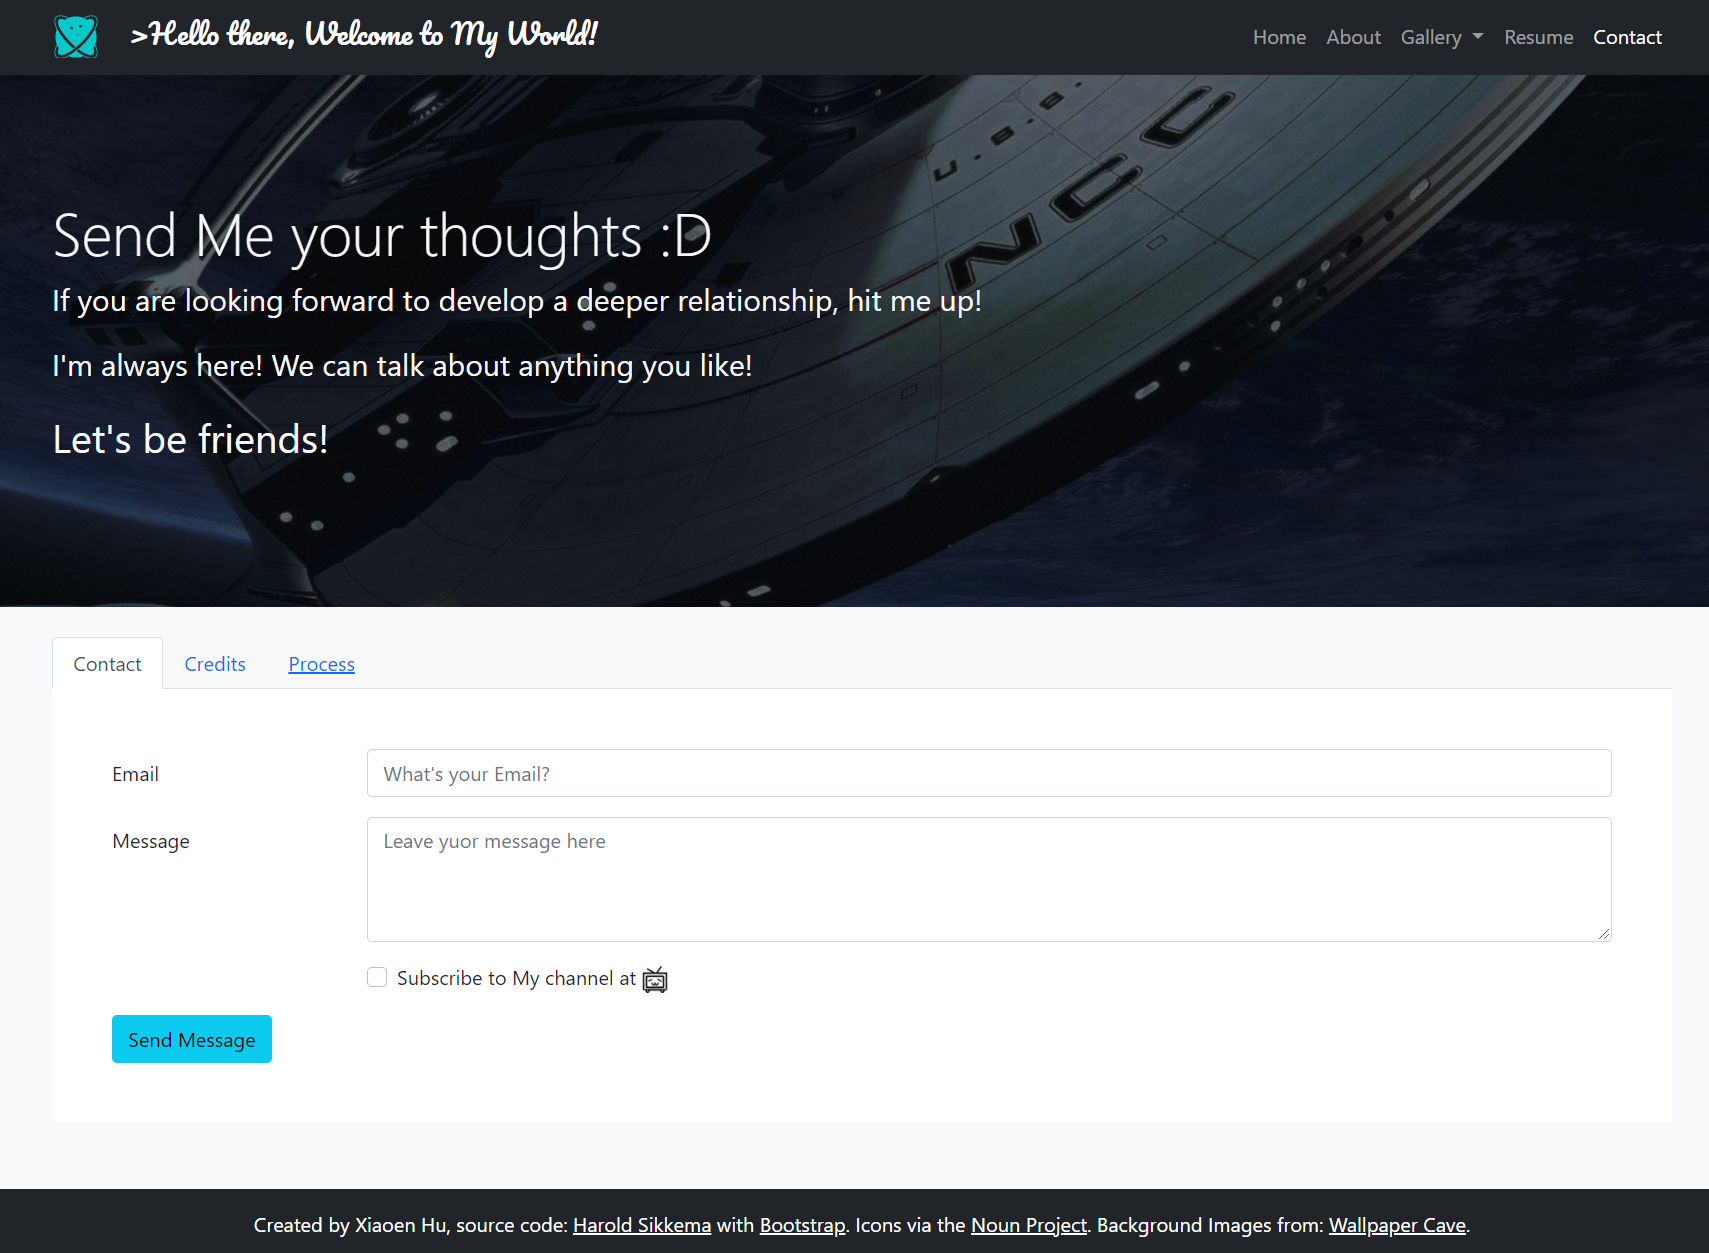 >Hello there, Welcome to My World!
Home About Gallery Resume Contact
NCC
Send Me your thoughts :D
If you are looking forward to develop a deeper relationship, hit me up!
I'm always here! We can talk about anything you like!
Let's be friends!
Contact Credits Process
Email What's your Email?
Message Leave yuor message here
Subscribe to My channel at
Send Message
Created by Xiaoen Hu, source code: Harold Sikkema with Bootstrap. Icons via the Noun Project. Background Images from: Wallpaper Cave.